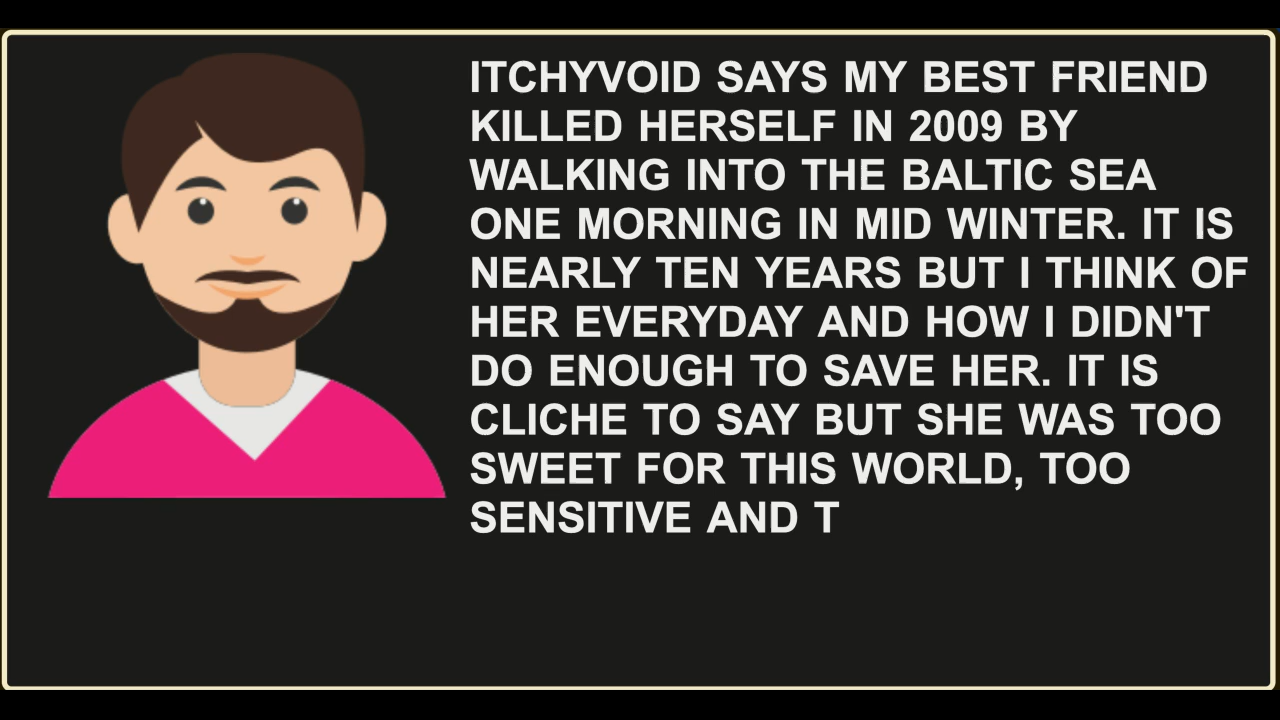 ITCHYVOID SAYS MY BEST FRIEND
KILLED HERSELF IN 2009 BY
WALKING INTO THE BALTIC SEA
ONE MORNING IN MID WINTER. IT IS
NEARLY TEN YEARS BUT I THINK OF
HER EVERYDAY AND HOW I DIDN'T
DO ENOUGH TO SAVE HER. IT IS
CLICHE TO SAY BUT SHE WAS TOO
SWEET FOR THIS WORLD, TOO
SENSITIVE AND T